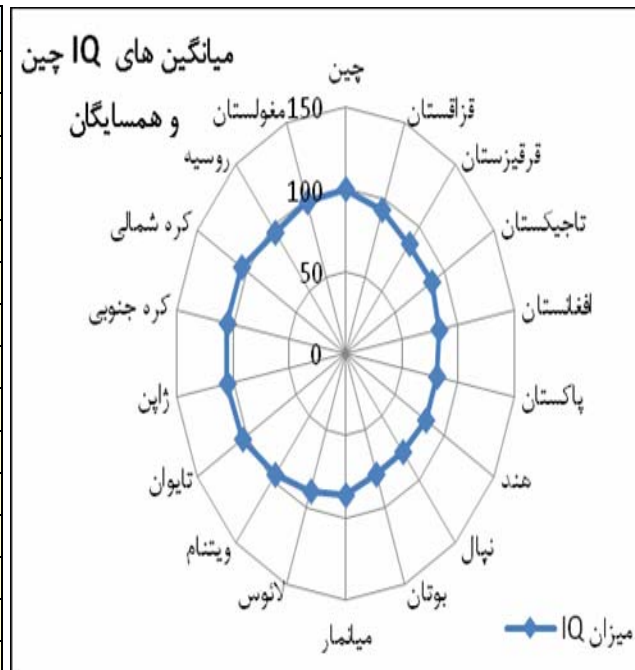 میانگین های IQ چین
و همسایگان
چین
قزاقستان
قرقیزستان
تاجیکستان
افغانستان
پاکستان
هند
نپال
بوتان
میانمار
لائوس
ویتنام
تایوان
ژاپن
کره جنوبی
کره شمالی
روسیه
مغولستان
150
100
50
0
میزان IQ